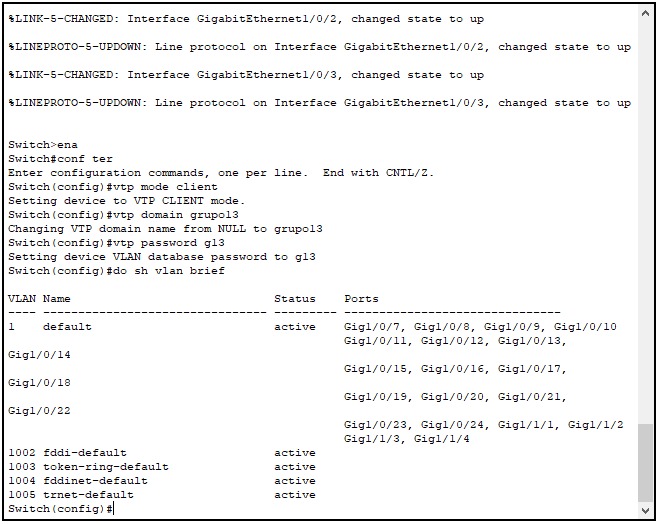 %LINK-5-CHANGED: Interface GigabitEthernet1/0/2, changed state to up
%LINEPROTO-5-UPDOWN: Line protocol on Interface GigabitEthernet1/0/2, changed state to up
%LINK-5-CHANGED: Interface GigabitEthernet1/0/3, changed state to up
%LINEPROTO-5-UPDOWN: Line protocol on Interface GigabitEthernet1/0/3, changed state to up
Switch>ena
Switch#conf ter
Enter configuration commands, one per line. End with CNTL/Z.
Switch(config)#vtp mode client
Setting device to VTP CLIENT mode.
Switch(config)#vtp domain grupo13
Changing VTP domain name from NULL to grupo13
Switch(config)#vtp password g13
Setting device VLAN database password to g13
Switch(config)#do sh vlan brief
VLAN Name Status Ports
---- -------------------------------- --------- -------------------------------
1 default active Gig1/0/7, Gig1/0/8, Gig1/0/9, Gig1/0/10
Gig1/0/11, Gig1/0/12, Gig1/0/13,
Gig1/0/14
Gig1/0/15, Gig1/0/16, Gig1/0/17,
Gig1/0/18
Gig1/0/19, Gig1/0/20, Gig1/0/21,
Gig1/0/22
Gig1/0/23, Gig1/0/24, Gig1/1/1, Gig1/1/2
Gig1/1/3, Gig1/1/4
1002 fddi-default active
1003 token-ring-default active
1004 fddinet-default active
1005 trnet-default active
Switch(config)#